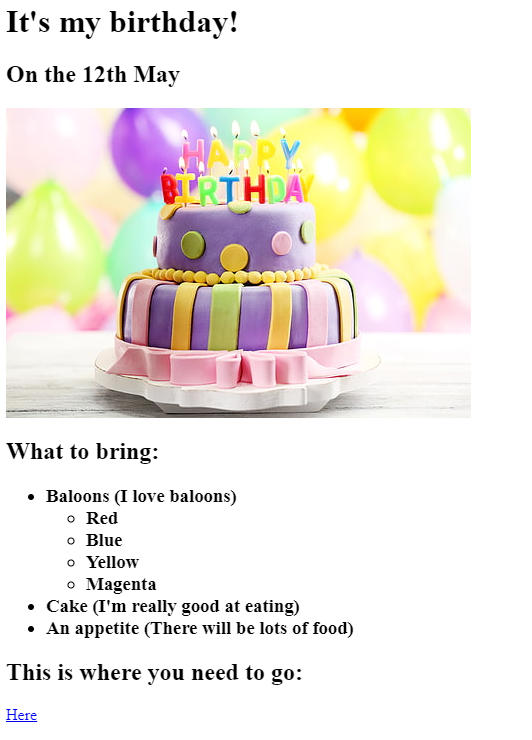 It's my birthday!
On the 12th May
HAPPY
BIRTHDAY
What to bring:
Baloons (I love baloons)
Red
Blue
Yellow
Magenta
Cake (I'm really good at eating)
An appetite (There will be lots of food)
This is where you need to go:
Here